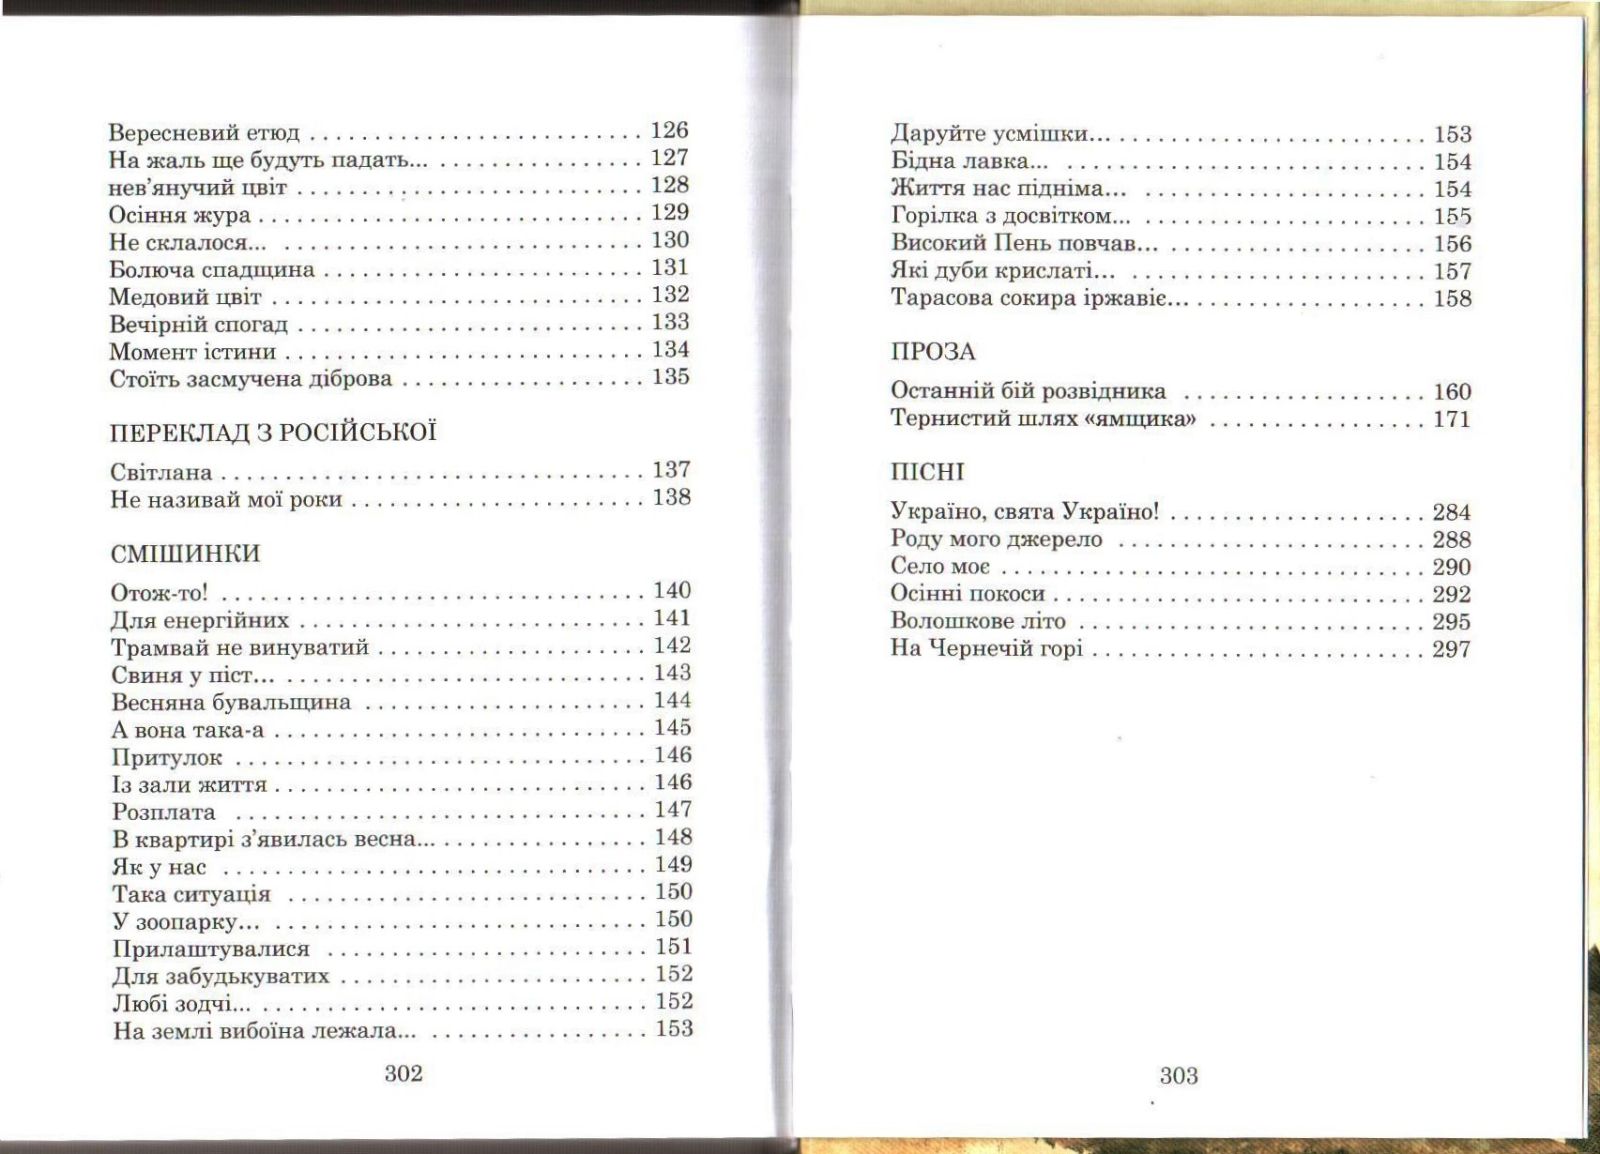 Вересневий етюд . . . . . . . . . . . . . . . . . . . . . . . . . . 126
На жаль ще будуть падать... . . . . . . . . . . . . . . . . . 127
нев’янучий цвіт . . . . . . . . . . . . . . . . . . . . . . . . . . . 128
Осіння жура . . . . . . . . . . . . . . . . . . . . . . . . . . . . . . 129
Не склалося... . . . . . . . . . . . . . . . . . . . . . . . . . . . . 130
Болюча спадщина . . . . . . . . . . . . . . . . . . . . . . . . . 131
Медовий цвіт . . . . . . . . . . . . . . . . . . . . . . . . . . . . . 132
Вечірній спогад . . . . . . . . . . . . . . . . . . . . . . . . . . . 133
Момент істини . . . . . . . . . . . . . . . . . . . . . . . . . . . . 134
Стоїть засмучена діброва . . . . . . . . . . . . . . . . . . . 135
ПЕРЕКЛАД З РОСІЙСЬКОЇ
Світлана . . . . . . . . . . . . . . . . . . . . . . . . . . . . . . . . . 137
Не називай мої роки . . . . . . . . . . . . . . . . . . . . . . . 138
СМІШИНКИ
Отож-то! . . . . . . . . . . . . . . . . . . . . . . . . . . . . . . . . . 140
Для енергійних . . . . . . . . . . . . . . . . . . . . . . . . . . . 141
Трамвай не винуватий . . . . . . . . . . . . . . . . . . . . . 142
Свиня у піст... . . . . . . . . . . . . . . . . . . . . . . . . . . . . 143
Весняна бувальщина . . . . . . . . . . . . . . . . . . . . . . 144
А вона така-а . . . . . . . . . . . . . . . . . . . . . . . . . . . . . 145
Притулок . . . . . . . . . . . . . . . . . . . . . . . . . . . . . . . . 146
Із зали життя . . . . . . . . . . . . . . . . . . . . . . . . . . . . . 146
Розплата . . . . . . . . . . . . . . . . . . . . . . . . . . . . . . . . 147
В квартирі з’явилась весна... . . . . . . . . . . . . . . . . 148
Як у нас . . . . . . . . . . . . . . . . . . . . . . . . . . . . . . . . . 149
Така ситуація . . . . . . . . . . . . . . . . . . . . . . . . . . . . 150
У зоопарку... . . . . . . . . . . . . . . . . . . . . . . . . . . . . . 150
Прилаштувалися . . . . . . . . . . . . . . . . . . . . . . . . . 151
Для забудькуватих . . . . . . . . . . . . . . . . . . . . . . . . 152
Любі зодчі... . . . . . . . . . . . . . . . . . . . . . . . . . . . . . . 152
На землі вибоїна лежала... . . . . . . . . . . . . . . . . . 153
302
Даруйте усмішки... . . . . . . . . . . . . . . . . . . . . . . . . . 153
Бідна лавка... . . . . . . . . . . . . . . . . . . . . . . . . . . . . 154
Життя нас підніма... . . . . . . . . . . . . . . . . . . . . . . 154
Горілка з досвітком... . . . . . . . . . . . . . . . . . . . . . . 155
Високий Пень повчав... . . . . . . . . . . . . . . . . . . . . 156
Які дуби крислаті... . . . . . . . . . . . . . . . . . . . . . . . 157
Тарасова сокира іржавіє... . . . . . . . . . . . . . . . . . . 158
ПРОЗА
Останній бій розвідника . . . . . . . . . . . . . . . . . . . 160
Тернистий шлях «ямщика» . . . . . . . . . . . . . . . . . 171
ПІСНІ
Україно, свята Україно! . . . . . . . . . . . . . . . . . . . . 284
Роду мого джерело . . . . . . . . . . . . . . . . . . . . . . . . 288
Село моє . . . . . . . . . . . . . . . . . . . . . . . . . . . . . . . . . 290
Осінні покоси . . . . . . . . . . . . . . . . . . . . . . . . . . . . . 292
Волошкове літо . . . . . . . . . . . . . . . . . . . . . . . . . . . 295
На Чернечій горі . . . . . . . . . . . . . . . . . . . . . . . . . . 297
303